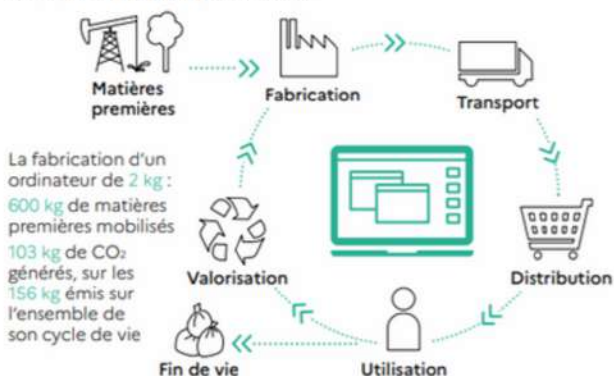 Matières
premières
Fabrication
Transport
La fabrication d'un
ordinateur de 2 kg :
600 kg de matières
premières mobilisés
103 kg de CO₂
générés, sur les
156 kg émis sur
l'ensemble de
son cycle de vie
Valorisation
Distribution
Fin de vie
Utilisation